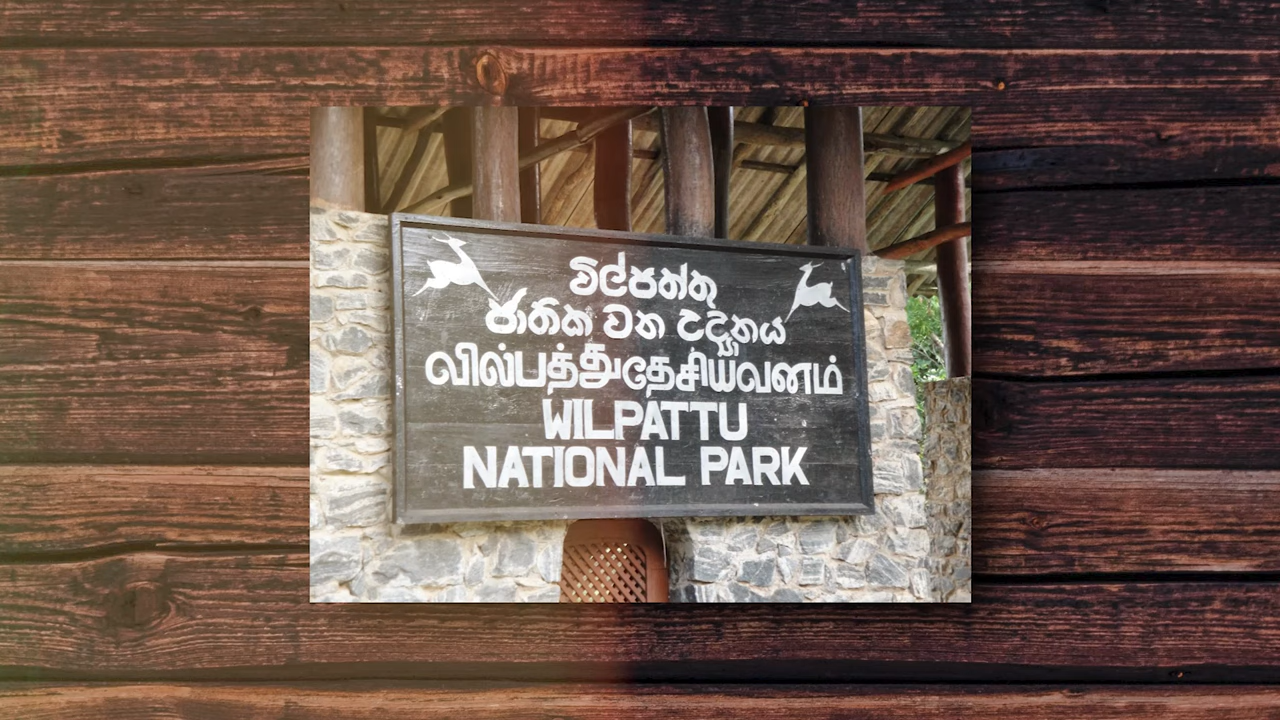 විල්පත්තු
ජාතික වන උද්‍යානය
வில்பத்துதேசியவனம்
WILPATTU
NATIONAL PARK